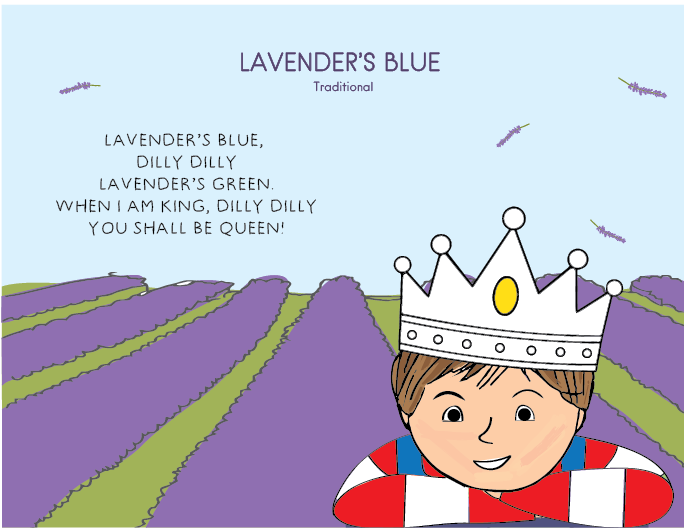 LAVENDER'S BLUE
Traditional
LAVENDER'S BLUE,
DILLY DILLY
LAVENDER'S GREEN.
WHEN I AM KING, DILLY DILLY
YOU SHALL BE QUEEN!